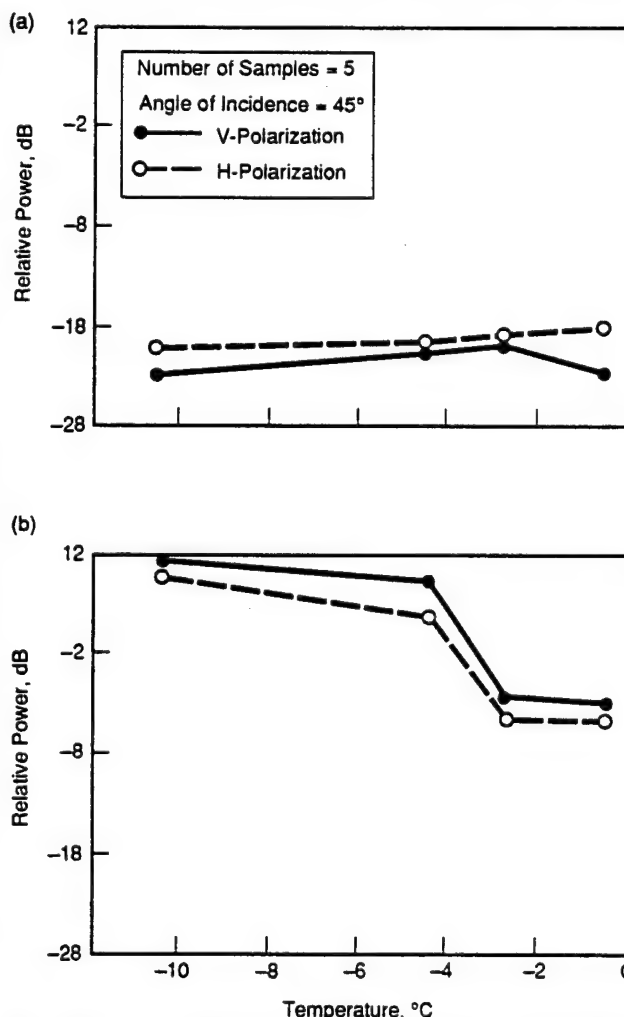 (a)
12
-2
-8
-18
-28
Relative Power, dB
Number of Samples = 5
Angle of Incidence = 45°
V-Polarization
H-Polarization
(b)
12
-2
-8
-18
-28
Relative Power, dB
-10
-8
-6
-4
-2
0
Temperature, °C